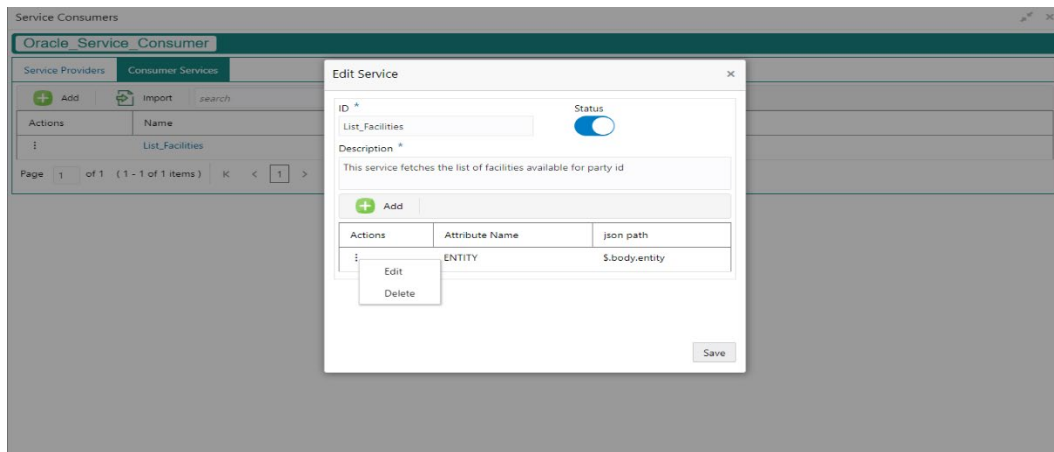 Service Consumers
Oracle_Service_Consumer
Service Providers Consumer Services
Add Import search
Actions Name
List_Facilities
Page 1 of 1 (1 - 1 of 1 items) K < 1 >
Edit Service ×
ID * Status
List_Facilities
Description *
This service fetches the list of facilities available for party id
Add
Actions Attribute Name json path
ENTITY $.body.entity
Edit
Delete
Save